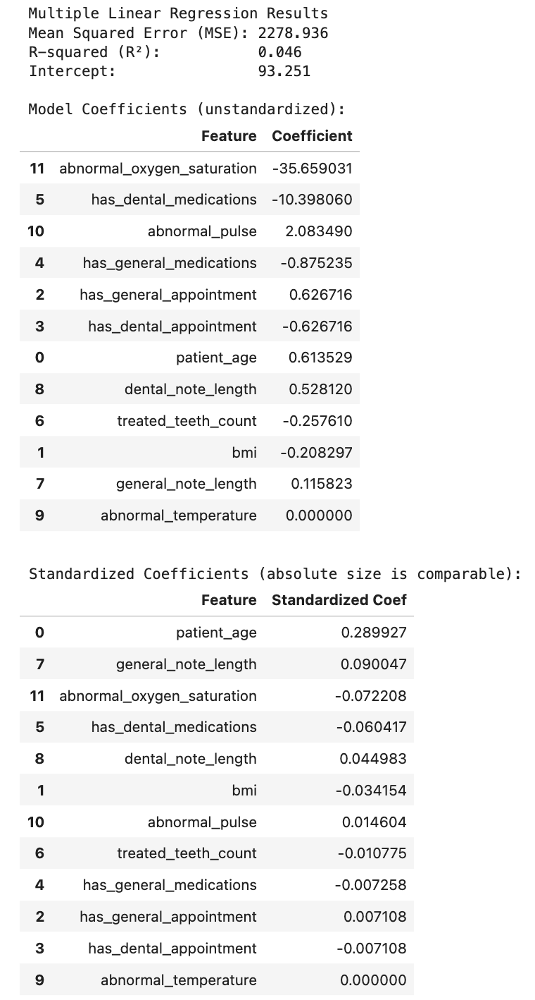 Multiple Linear Regression Results
Mean Squared Error (MSE): 2278.936
R-squared (R²): 0.046
Intercept: 93.251
Model Coefficients (unstandardized):
Feature Coefficient
11 abnormal_oxygen_saturation -35.659031
5 has_dental_medications -10.398060
10 abnormal_pulse 2.083490
4 has_general_medications -0.875235
2 has_general_appointment 0.626716
3 has_dental_appointment -0.626716
0 patient_age 0.613529
8 dental_note_length 0.528120
6 treated_teeth_count -0.257610
1 bmi -0.208297
7 general_note_length 0.115823
9 abnormal_temperature 0.000000
Standardized Coefficients (absolute size is comparable):
Feature Standardized Coef
0 patient_age 0.289927
7 general_note_length 0.090047
11 abnormal_oxygen_saturation -0.072208
5 has_dental_medications -0.060417
8 dental_note_length 0.044983
1 bmi -0.034154
10 abnormal_pulse 0.014604
6 treated_teeth_count -0.010775
4 has_general_medications -0.007258
2 has_general_appointment 0.007108
3 has_dental_appointment -0.007108
9 abnormal_temperature 0.000000